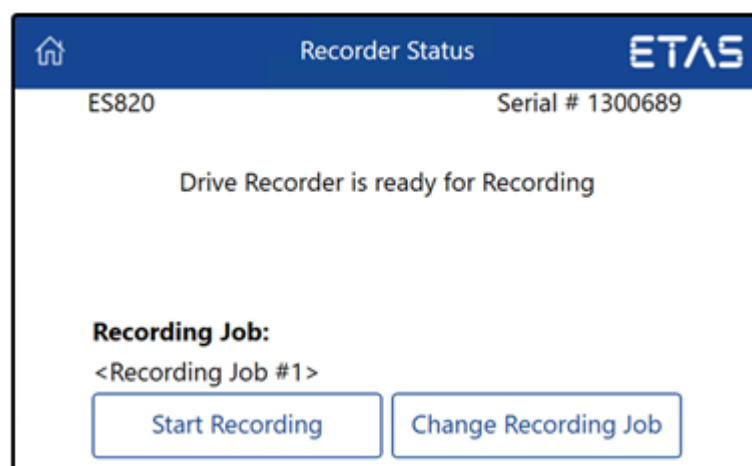 Recorder Status ETAS
ES820 Serial # 1300689
Drive Recorder is ready for Recording
Recording Job:
<Recording Job #1>
Start Recording Change Recording Job